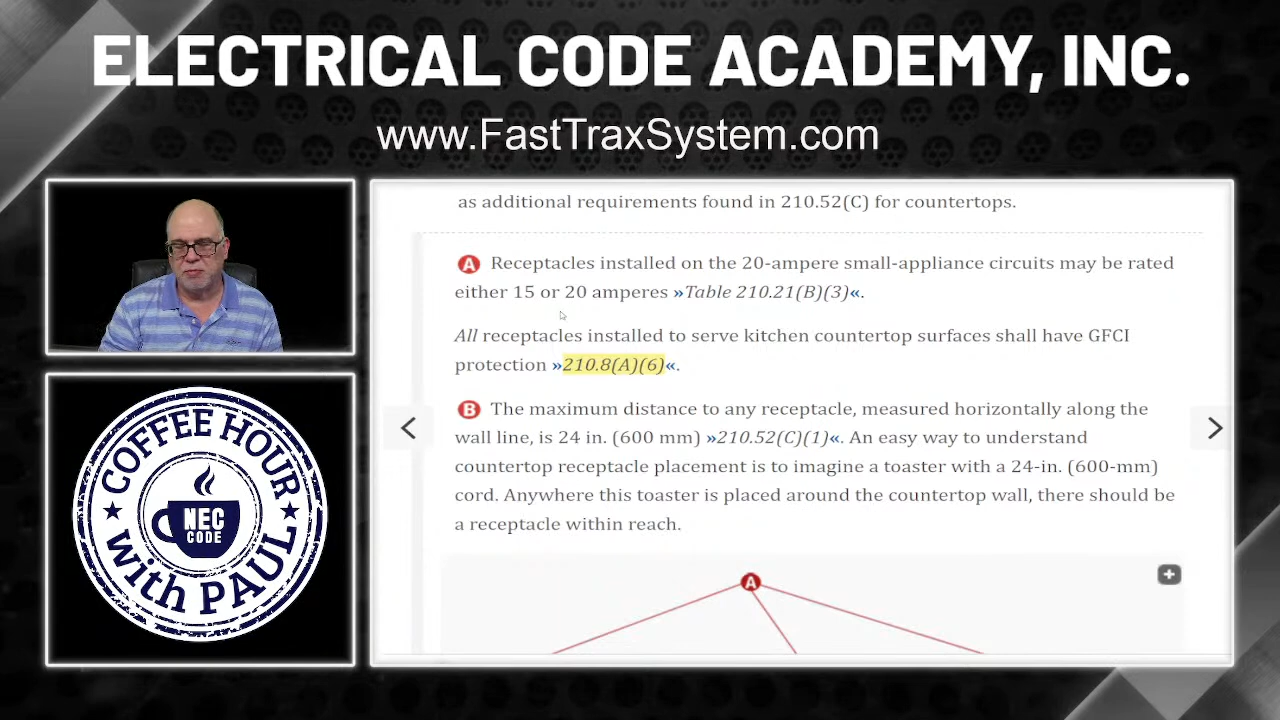 ELECTRICAL CODE ACADEMY, INC.
www.FastTraxSystem.com
as additional requirements found in 210.52(C) for countertops.
A Receptacles installed on the 20-ampere small-appliance circuits may be rated
either 15 or 20 amperes »Table 210.21(B)(3)«.
All receptacles installed to serve kitchen countertop surfaces shall have GFCI
protection »210.8(A)(6)«.
B The maximum distance to any receptacle, measured horizontally along the
wall line, is 24 in. (600 mm) »210.52(C)(1)«. An easy way to understand
countertop receptacle placement is to imagine a toaster with a 24-in. (600-mm)
cord. Anywhere this toaster is placed around the countertop wall, there should be
a receptacle within reach.
A
COFFEE HOUR
NEC
CODE
with PAUL